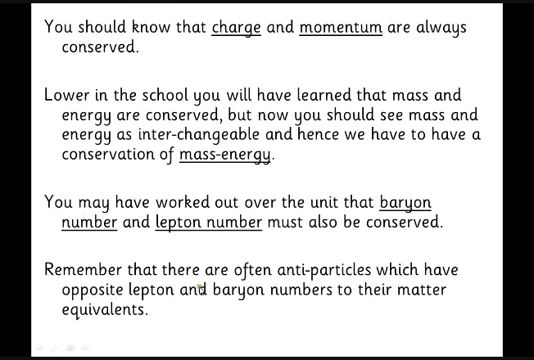 You should know that charge and momentum are always
conserved.
Lower in the school you will have learned that mass and
energy are conserved, but now you should see mass and
energy as inter-changeable and hence we have to have a
conservation of mass-energy.
You may have worked out over the unit that baryon
number and lepton number must also be conserved.
Remember that there are often anti-particles which have
opposite lepton and baryon numbers to their matter
equivalents.